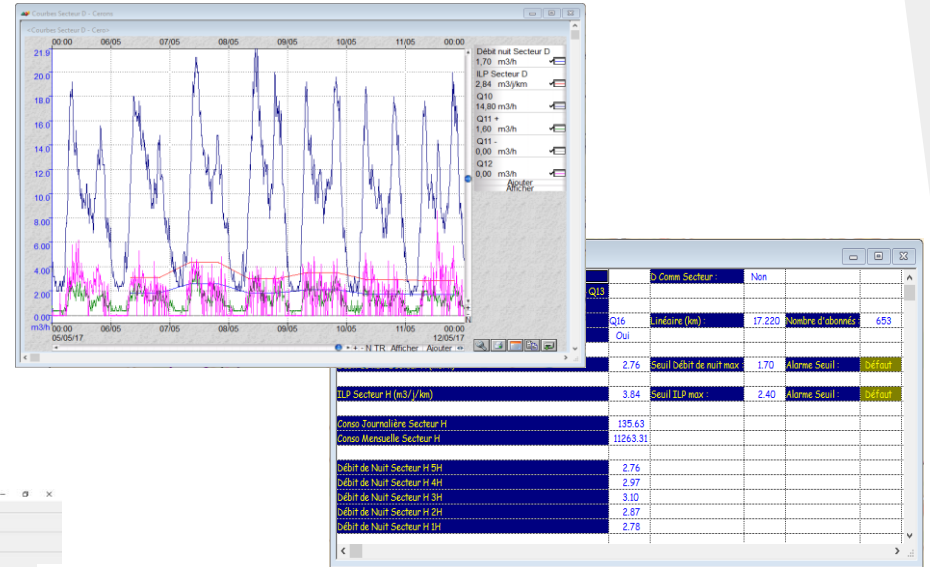 Courbes Secteur D - Cenons
<Courbes Secteur D - Ceno>
00:00 06/05 07/05 08/05 09/05 10/05 11/05 00:00
21.9
20.0
18.0
16.0
14.0
12.0
10.0
8.00
6.00
4.00
2.00
0.00
m3/h
00:00 06/05 07/05 08/05 09/05 10/05 11/05 00:00
05/05/17 12/05/17
N
Débit nuit Secteur D
1,70 m3/h
ILP Secteur D
2,84 m3/j/km
Q10
14,80 m3/h
Q11 +
1,60 m3/h
Q11 -
0,00 m3/h
Q12
0,00 m3/h
Ajouter
Afficher
N TR Afficher Ajouter
D Comm Secteur : Non
Q13
Q16 Linéaire (km) : 17.220 Nombre d'abonnés : 653
Oui
2.76 Seuil Débit de nuit max 1.70 Alarme Seuil : Défaut
ILP Secteur H (m3/j/km) 3.84 Seuil ILP max : 2.40 Alarme Seuil : Défaut
Conso Journalière Secteur H 135.63
Conso Mensuelle Secteur H 11263.31
Débit de Nuit Secteur H 5H 2.76
Débit de Nuit Secteur H 4H 2.97
Débit de Nuit Secteur H 3H 3.10
Débit de Nuit Secteur H 2H 2.87
Débit de Nuit Secteur H 1H 2.78